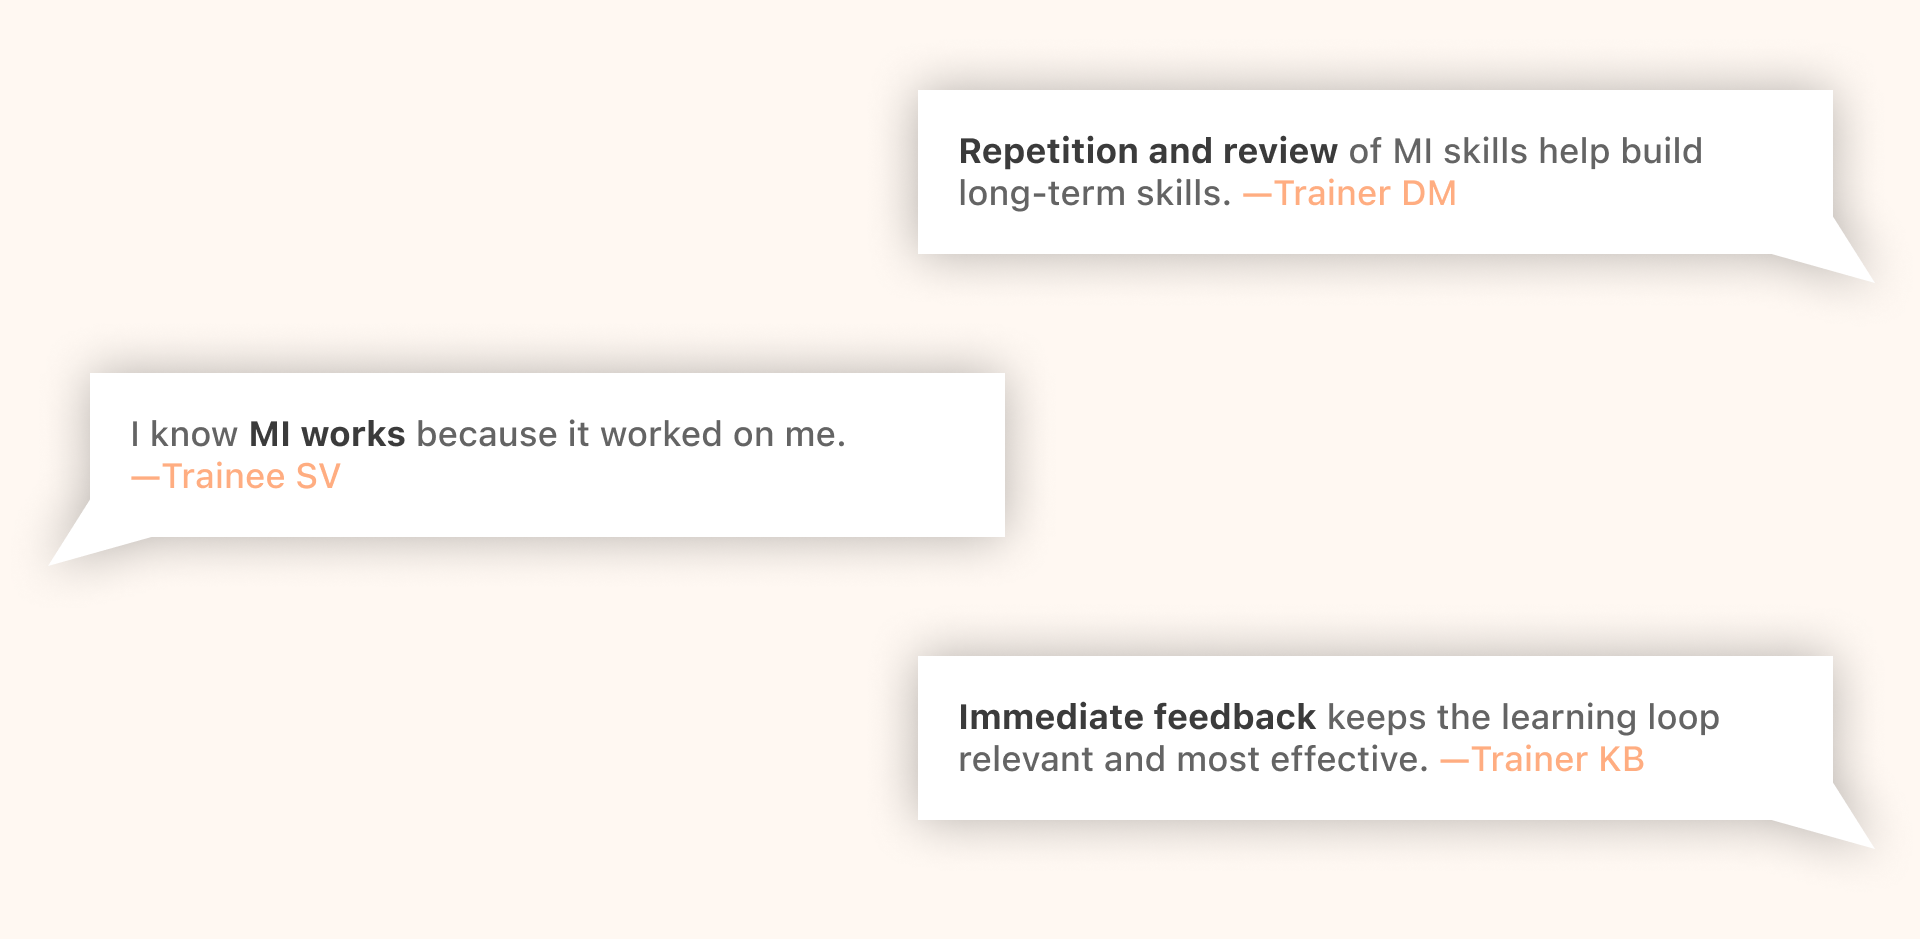 Repetition and review of MI skills help build
long-term skills. —Trainer DM
I know MI works because it worked on me.
—Trainee SV
Immediate feedback keeps the learning loop
relevant and most effective. —Trainer KB